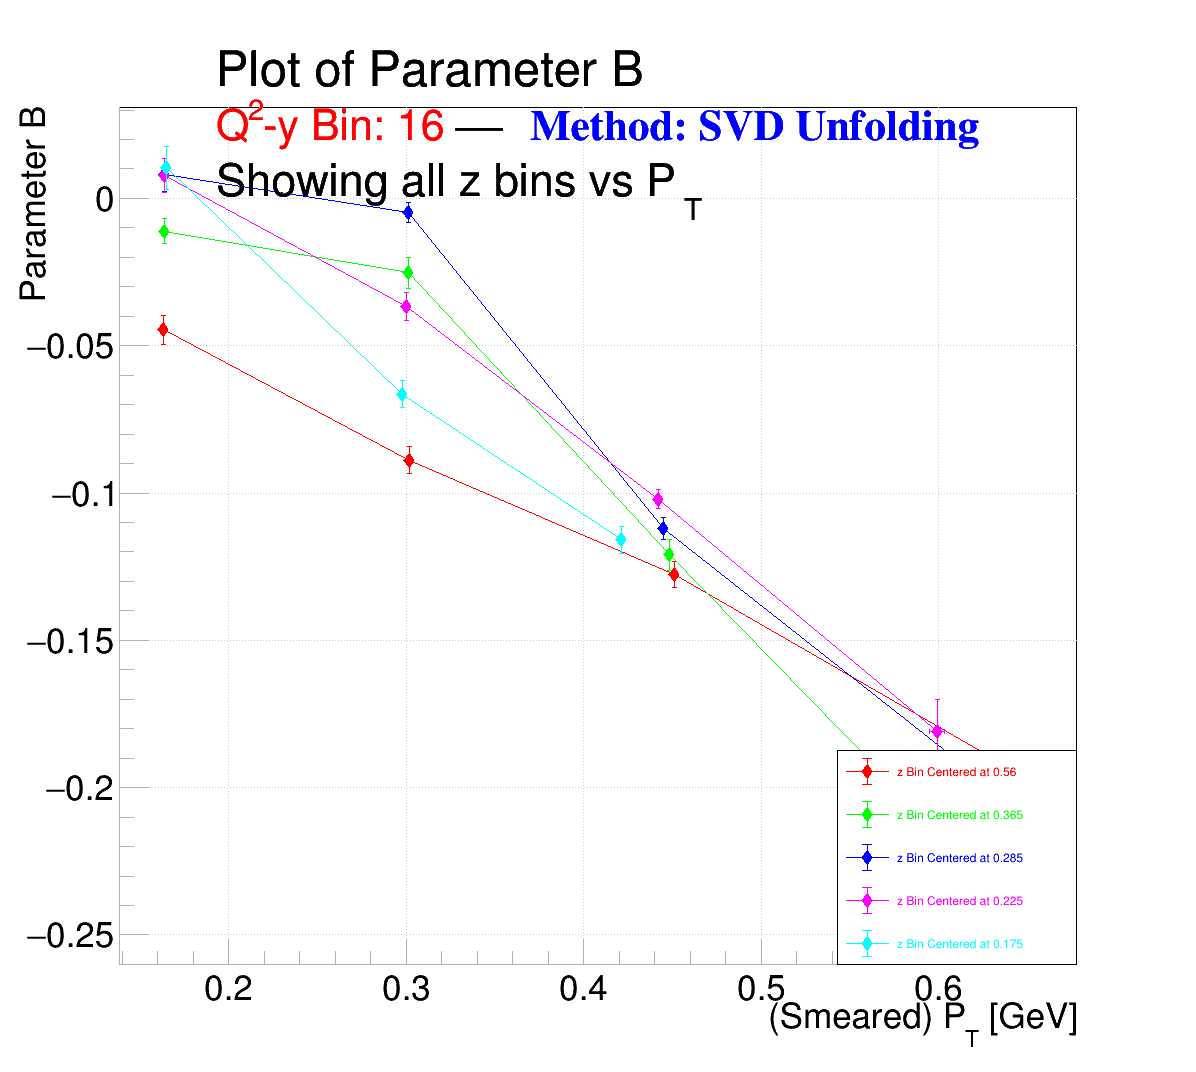 Plot of Parameter B
Q²-y Bin: 16 — Method: SVD Unfolding
Showing all z bins vs P_T
Parameter B
0
−0.05
−0.1
−0.15
−0.2
−0.25
z Bin Centered at 0.56
z Bin Centered at 0.365
z Bin Centered at 0.285
z Bin Centered at 0.225
z Bin Centered at 0.175
0.2 0.3 0.4 0.5 0.6
(Smeared) P_T [GeV]